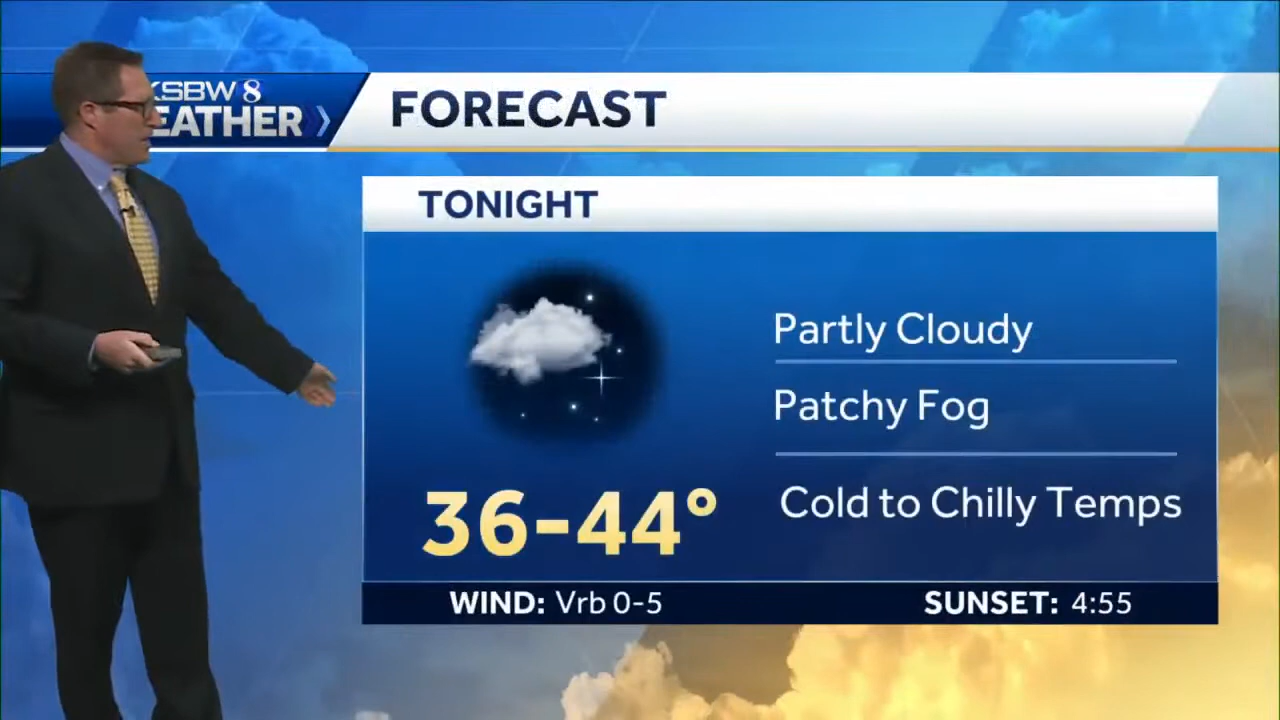 KSBW 8
EATHER
FORECAST
TONIGHT
Partly Cloudy
Patchy Fog
Cold to Chilly Temps
36-44°
WIND: Vrb 0-5
SUNSET: 4:55